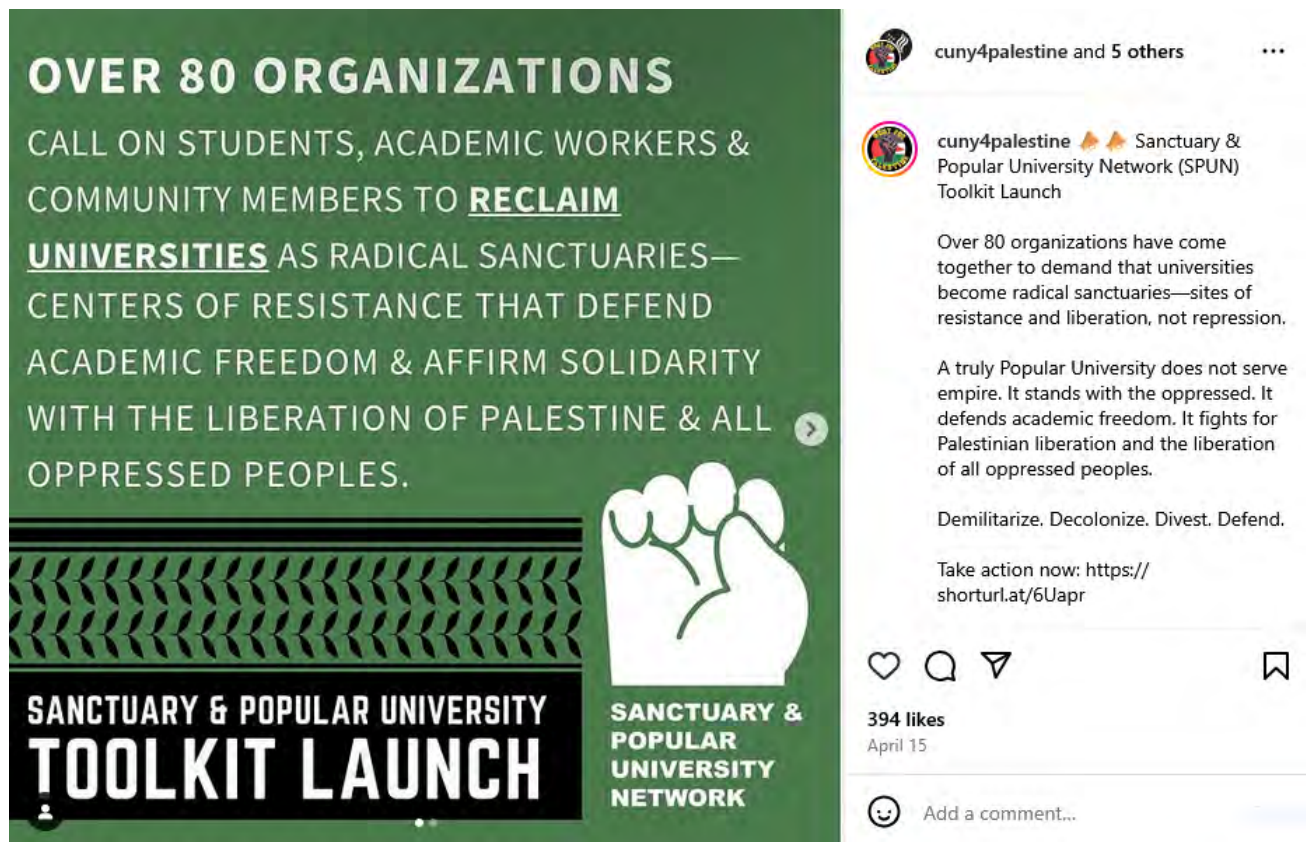 OVER 80 ORGANIZATIONS
CALL ON STUDENTS, ACADEMIC WORKERS &
COMMUNITY MEMBERS TO RECLAIM
UNIVERSITIES AS RADICAL SANCTUARIES—
CENTERS OF RESISTANCE THAT DEFEND
ACADEMIC FREEDOM & AFFIRM SOLIDARITY
WITH THE LIBERATION OF PALESTINE & ALL
OPPRESSED PEOPLES.
SANCTUARY & POPULAR UNIVERSITY
TOOLKIT LAUNCH
SANCTUARY &
POPULAR
UNIVERSITY
NETWORK
cuny4palestine and 5 others
cuny4palestine Sanctuary &
Popular University Network (SPUN)
Toolkit Launch
Over 80 organizations have come
together to demand that universities
become radical sanctuaries—sites of
resistance and liberation, not repression.
A truly Popular University does not serve
empire. It stands with the oppressed. It
defends academic freedom. It fights for
Palestinian liberation and the liberation
of all oppressed peoples.
Demilitarize. Decolonize. Divest. Defend.
Take action now: https://
shorturl.at/6Uapr
394 likes
April 15
Add a comment...